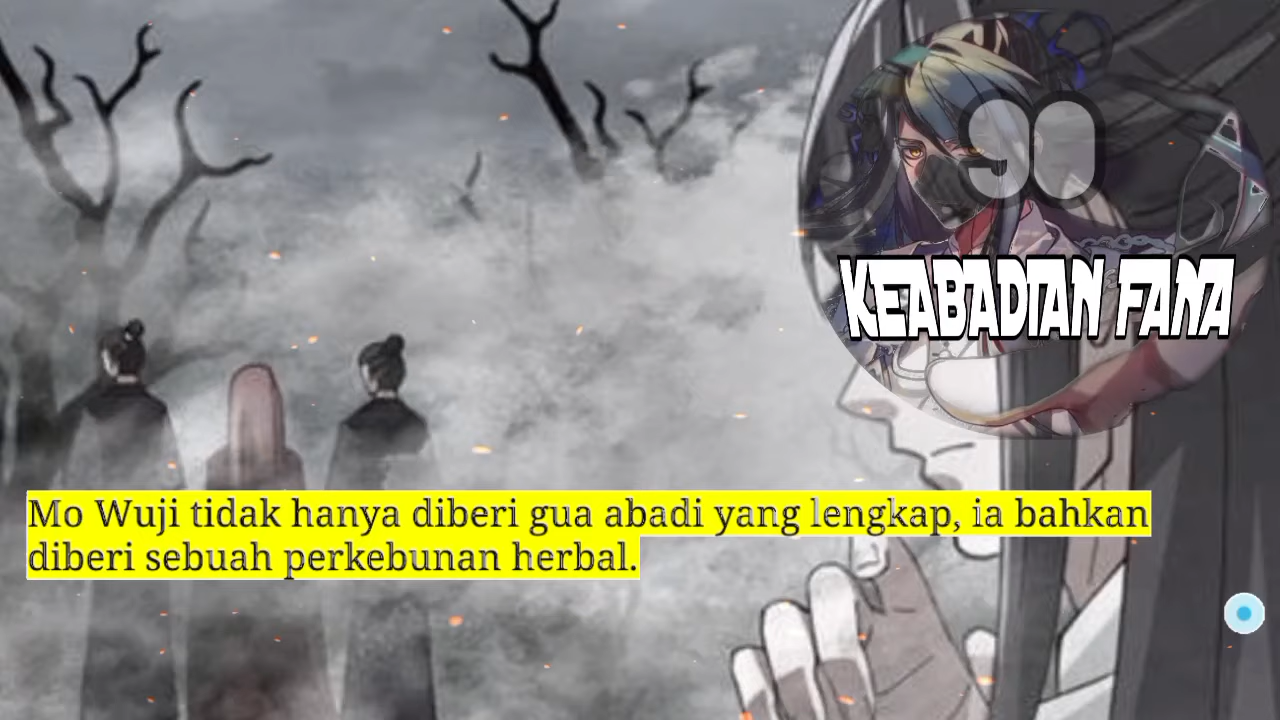 90
KEABADIAN FANA
Mo Wuji tidak hanya diberi gua abadi yang lengkap, ia bahkan
diberi sebuah perkebunan herbal.